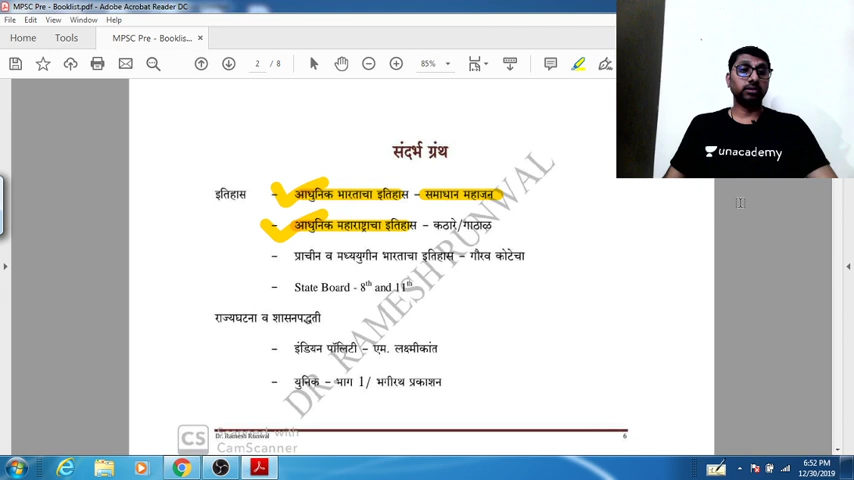 MPSC Pre - Booklist.pdf - Adobe Acrobat Reader DC
File Edit View Window Help
Home Tools MPSC Pre - Booklis... ×
2 / 8 85%
unacademy
संदर्भ ग्रंथ
इतिहास - आधुनिक भारताचा इतिहास – समाधान महाजन
- आधुनिक महाराष्ट्राचा इतिहास – कठारे/गाठाळ
- प्राचीन व मध्ययुगीन भारताचा इतिहास – गौरव कोटेचा
- State Board - 8th and 11th
राज्यघटना व शासनपद्धती
- इंडियन पॉलिटी – एम. लक्ष्मीकांत
- युनिक – भाग 1/ भगीरथ प्रकाशन
DR. RAMESH RUNWAL
Dr. Ramesh Runwal 6
CS Scanned with
CamScanner
6:52 PM
12/30/2019